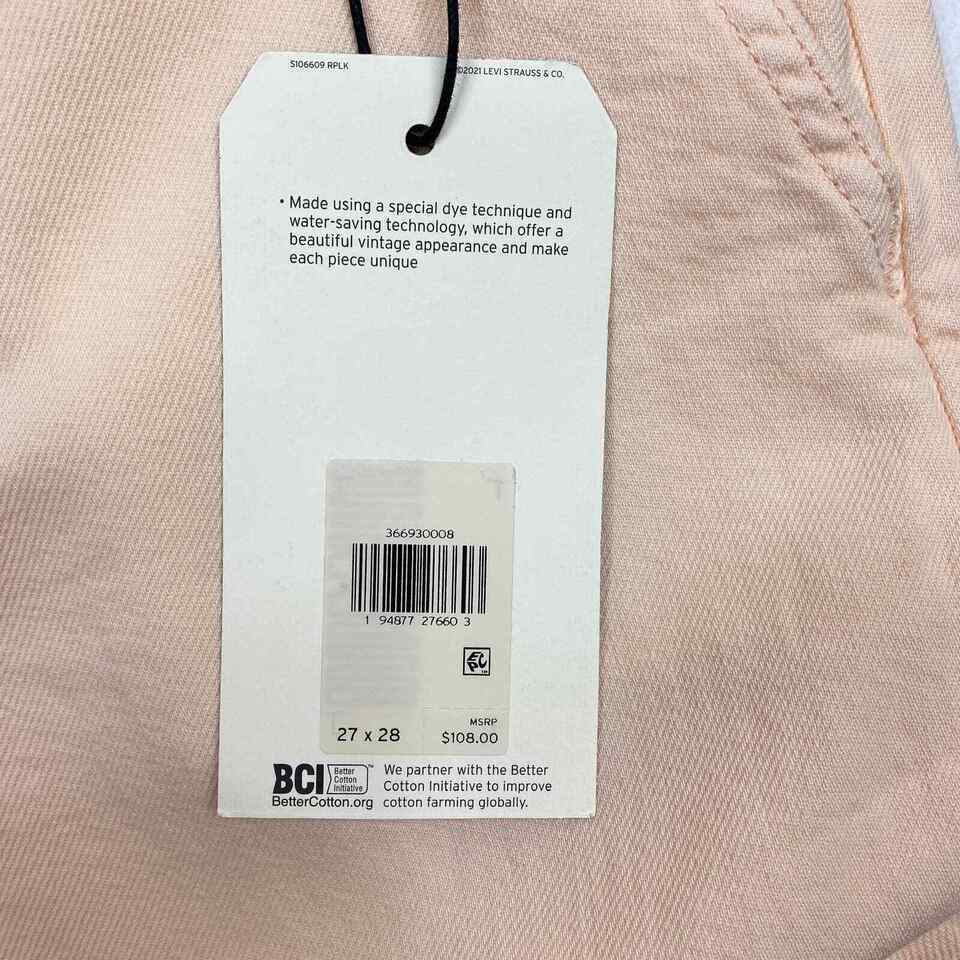 S106609 RPLK
©2021 LEVI STRAUSS & CO.
• Made using a special dye technique and
water-saving technology, which offer a
beautiful vintage appearance and make
each piece unique
366930008
1 94877 27660 3
EPC
27 x 28
MSRP
$108.00
BCI Better
Cotton
Initiative™
BetterCotton.org
We partner with the Better
Cotton Initiative to improve
cotton farming globally.